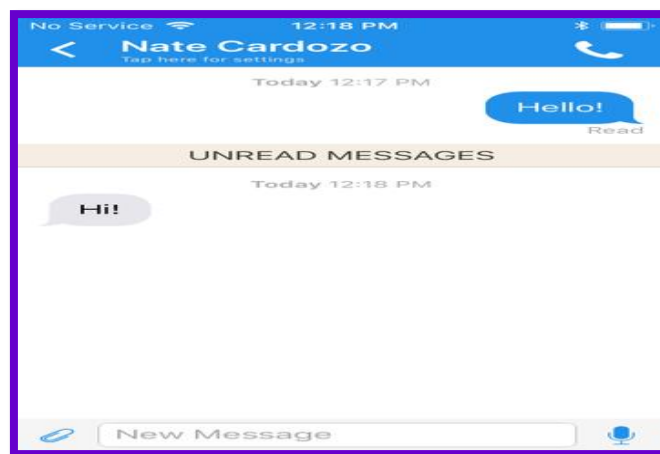 No Service 12:18 PM
Nate Cardozo
Tap here for settings
Today 12:17 PM
Hello!
Read
UNREAD MESSAGES
Today 12:18 PM
Hi!
New Message